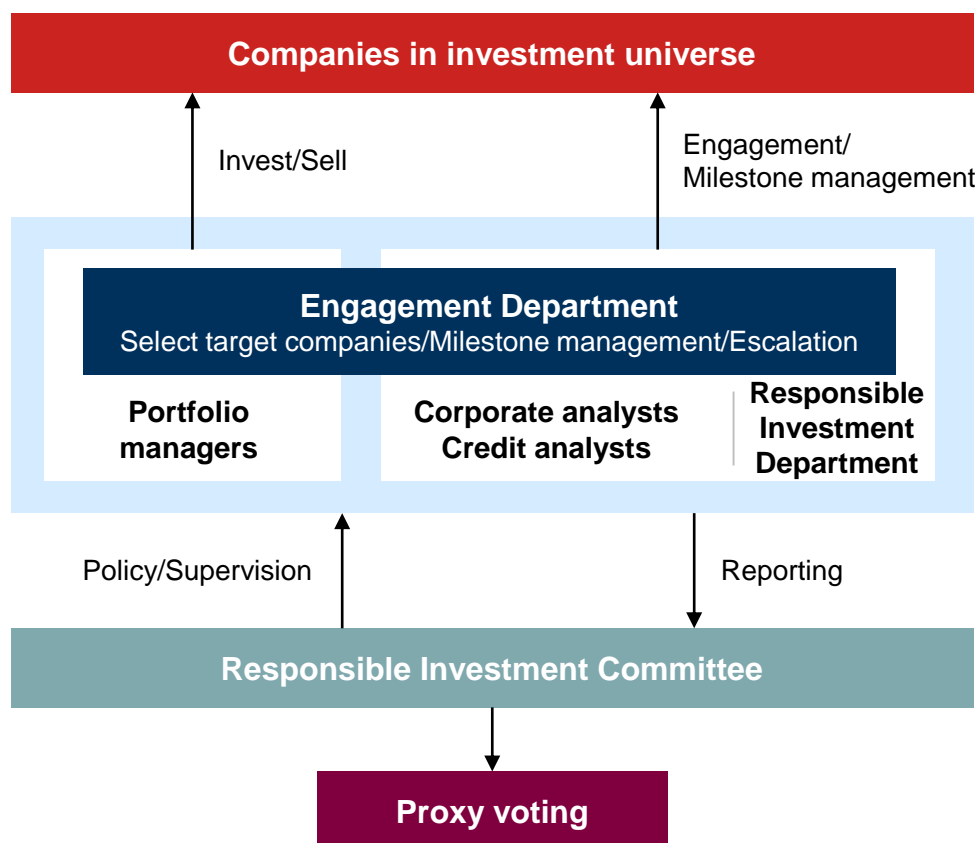 Companies in investment universe
Invest/Sell
Engagement/
Milestone management
Engagement Department
Select target companies/Milestone management/Escalation
Portfolio
managers
Corporate analysts
Credit analysts
Responsible
Investment
Department
Policy/Supervision
Reporting
Responsible Investment Committee
Proxy voting